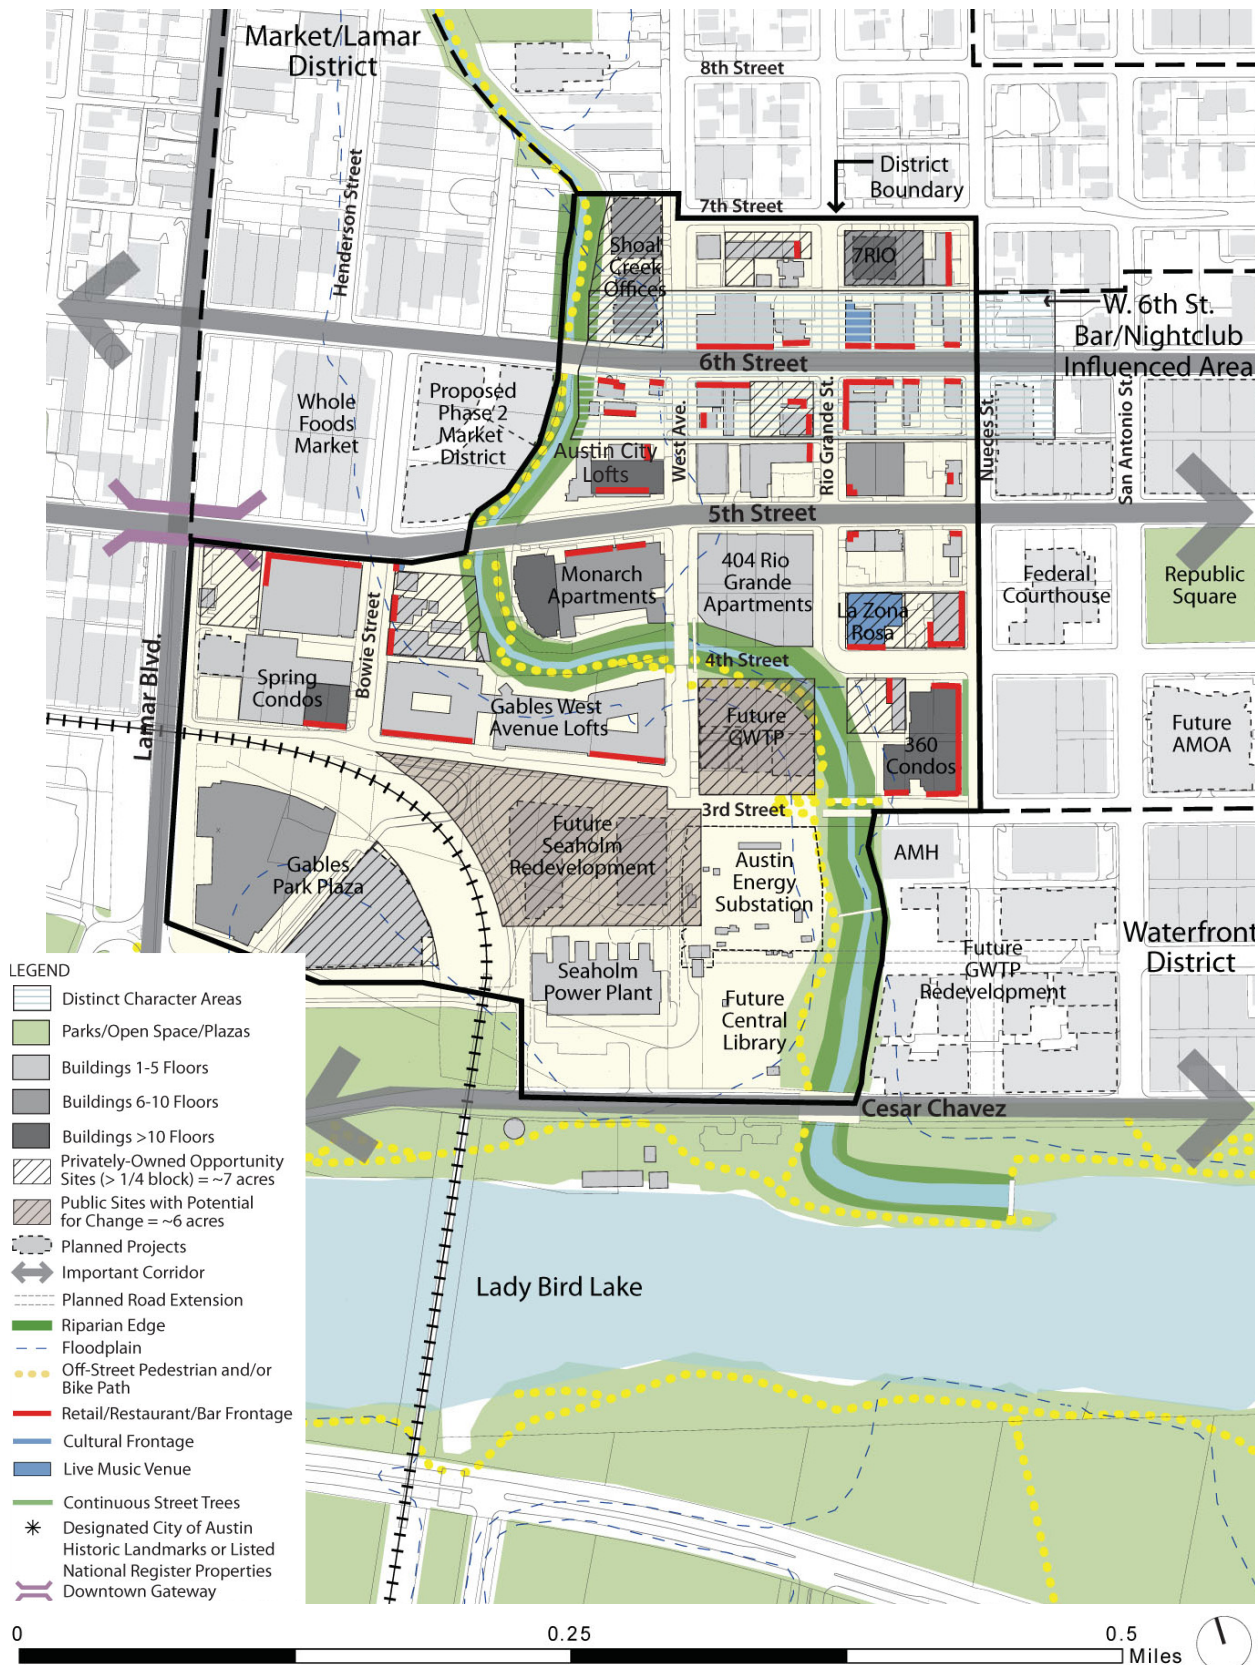 Market/Lamar
District
8th Street
Henderson Street
District
Boundary
7th Street
Shoal
Creek
Offices
7RIO
W. 6th St.
Bar/Nightclub
Influenced Area
6th Street
Whole
Foods
Market
Proposed
Phase 2
Market
District
Austin City
Lofts
West Ave.
Rio Grande St.
Nueces St.
San Antonio St.
5th Street
Monarch
Apartments
404 Rio
Grande
Apartments
Federal
Courthouse
Republic
Square
La Zona
Rosa
Lamar Blvd.
Bowie Street
4th Street
Spring
Condos
Gables West
Avenue Lofts
Future
GWTP
360
Condos
Future
AMOA
3rd Street
Future
Seaholm
Redevelopment
Gables
Park Plaza
Austin
Energy
Substation
AMH
Waterfront
District
Seaholm
Power Plant
Future
Central
Library
Future
GWTP
Redevelopment
Cesar Chavez
Lady Bird Lake
LEGEND
Distinct Character Areas
Parks/Open Space/Plazas
Buildings 1-5 Floors
Buildings 6-10 Floors
Buildings >10 Floors
Privately-Owned Opportunity
Sites (> 1/4 block) = ~7 acres
Public Sites with Potential
for Change = ~6 acres
Planned Projects
Important Corridor
Planned Road Extension
Riparian Edge
Floodplain
Off-Street Pedestrian and/or
Bike Path
Retail/Restaurant/Bar Frontage
Cultural Frontage
Live Music Venue
Continuous Street Trees
Designated City of Austin
Historic Landmarks or Listed
National Register Properties
Downtown Gateway
0 0.25 0.5
Miles